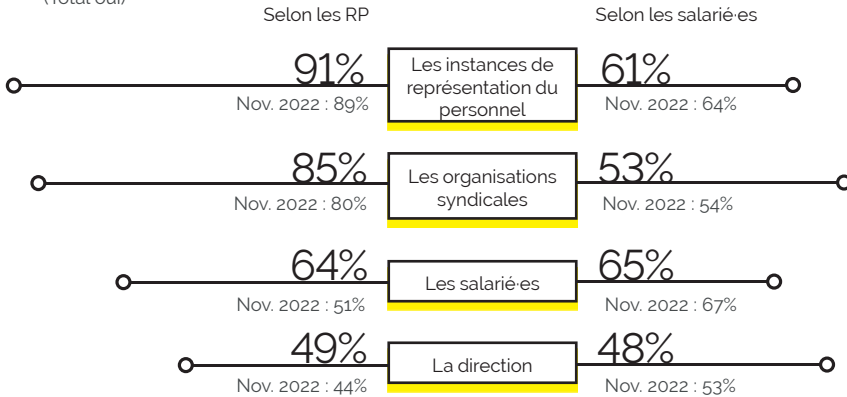 (Total oui)
Selon les RP
Selon les salarié·es
91%
Nov. 2022 : 89%
Les instances de
représentation du
personnel
61%
Nov. 2022 : 64%
85%
Nov. 2022 : 80%
Les organisations
syndicales
53%
Nov. 2022 : 54%
64%
Nov. 2022 : 51%
Les salarié·es
65%
Nov. 2022 : 67%
49%
Nov. 2022 : 44%
La direction
48%
Nov. 2022 : 53%